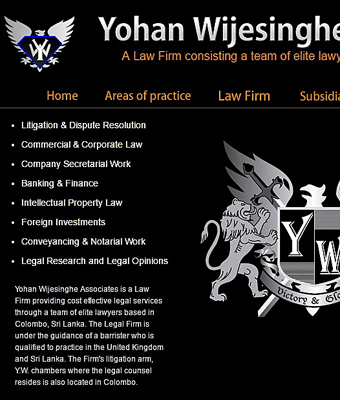 Yohan Wijesinghe
A Law Firm consisting a team of elite
Home Areas of practice Law Firm
Litigation & Dispute Resolution
Commercial & Corporate Law
Company Secretarial Work
Banking & Finance
Intellectual Property Law
Foreign Investments
Conveyancing & Notarial Work
Legal Research and Legal Opinions
Y W
Victory &
Yohan Wijesinghe Associates is a Law
Firm providing cost effective legal services
through a team of elite lawyers based in
Colombo, Sri Lanka. The Legal Firm is
under the guidance of a barrister who is
qualified to practice in the United Kingdom
and Sri Lanka. The Firm's litigation arm,
Y.W. chambers where the legal counsel
resides is also located in Colombo.